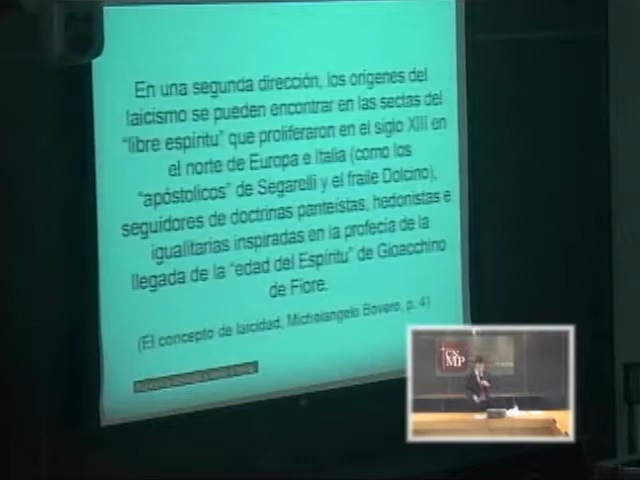 En una segunda dirección, los orígenes del
laicismo se pueden encontrar en las sectas del
"libre espíritu" que proliferaron en el siglo XIII en
el norte de Europa e Italia (como los
"apóstolicos" de Segarelli y el fraile Dolcino),
seguidores de doctrinas panteístas, hedonistas e
igualitarias inspiradas en la profecía de la
llegada de la "edad del Espíritu" de Gioacchino
de Fiore.
(El concepto de laicidad, Michelangelo Bovero, p. 4)
MP